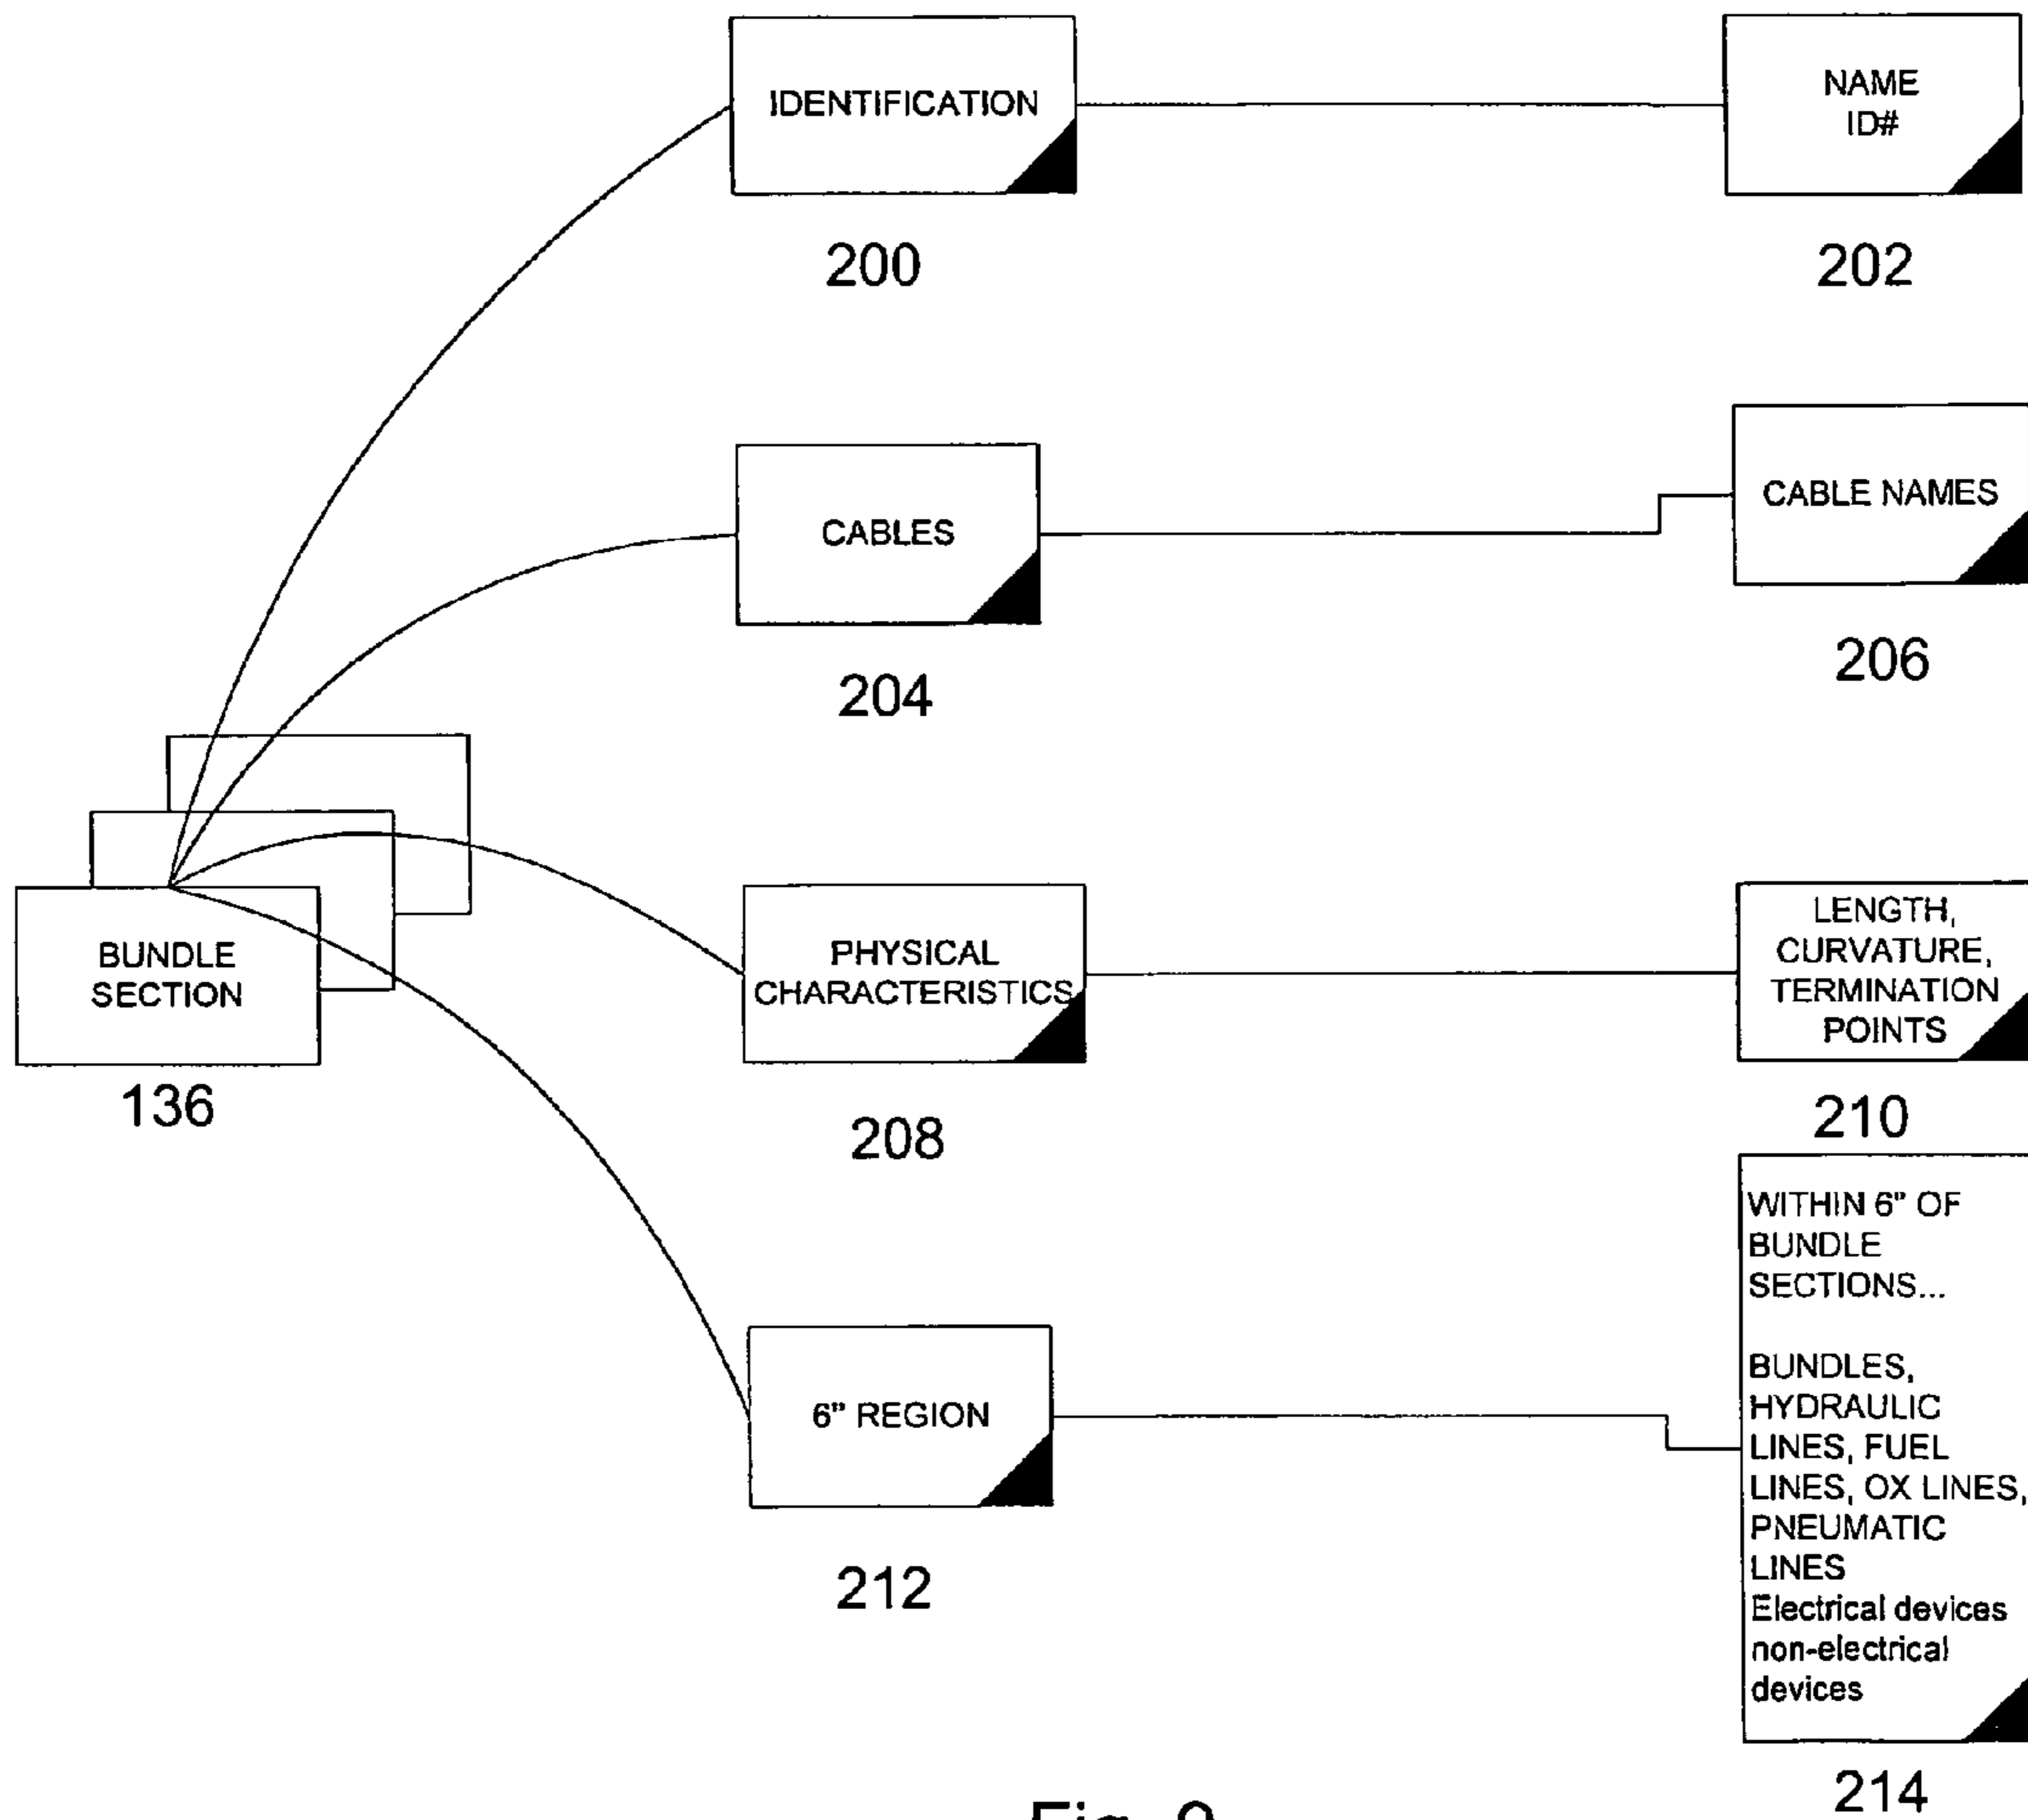 IDENTIFICATION
200
NAME
ID#
202
CABLES
204
CABLE NAMES
206
BUNDLE
SECTION
136
PHYSICAL
CHARACTERISTICS
208
LENGTH,
CURVATURE,
TERMINATION
POINTS
210
6" REGION
212
WITHIN 6" OF
BUNDLE
SECTIONS...
BUNDLES,
HYDRAULIC
LINES, FUEL
LINES, OX LINES,
PNEUMATIC
LINES
Electrical devices
non-electrical
devices
214
Fig.